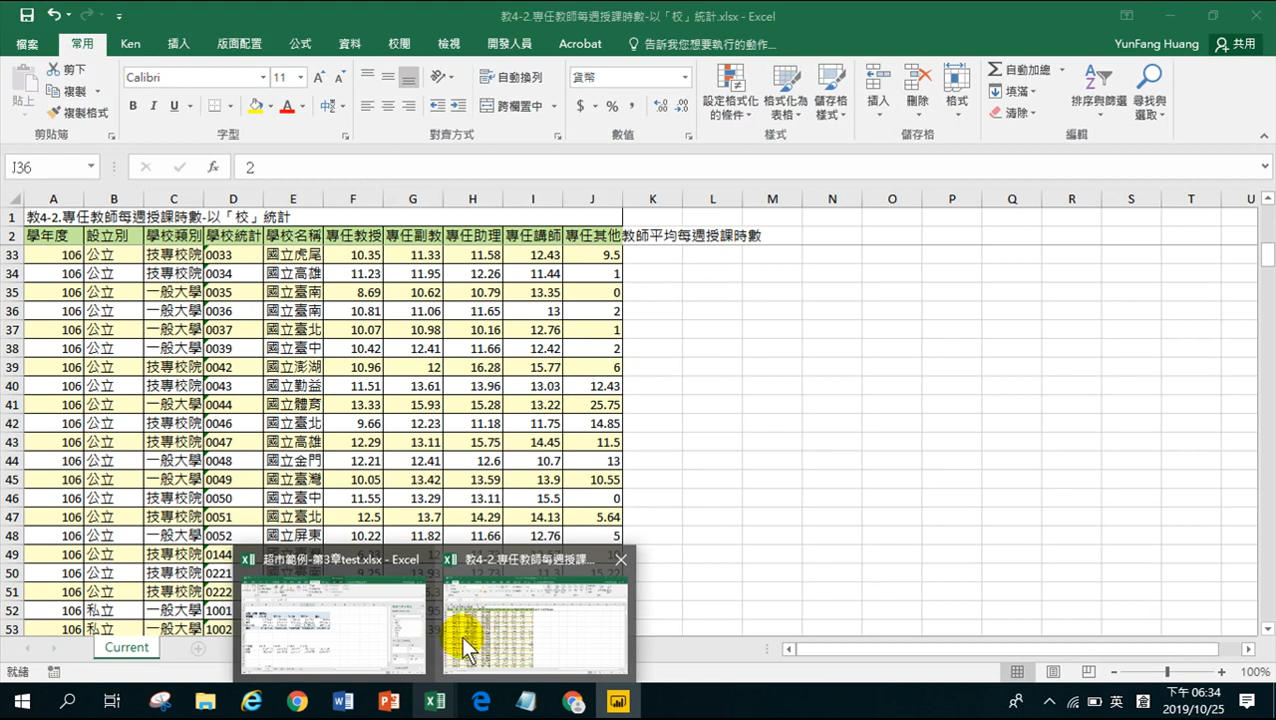 教4-2.專任教師每週授課時數-以「校」統計.xlsx - Excel
檔案 常用 Ken 插入 版面配置 公式 資料 校閱 檢視 開發人員 Acrobat 告訴我您想要執行的動作... YunFang Huang 共用
貼上 剪下 複製 複製格式 剪貼簿
Calibri 11 B I U A 字型
自動換列 跨欄置中 對齊方式
貨幣 $ % 數值
設定格式化的條件 格式化為表格 儲存格樣式 樣式
插入 刪除 格式 儲存格
自動加總 填滿 清除 排序與篩選 尋找與選取 編輯
J36 fx 2
A B C D E F G H I J K L M N O P Q R S T U
1 教4-2.專任教師每週授課時數-以「校」統計
2 學年度 設立別 學校類別 學校統計 學校名稱 專任教授 專任副教 專任助理 專任講師 專任其他教師平均每週授課時數
33 106 公立 技專校院 0033 國立虎尾 10.35 11.33 11.58 12.43 9.5
34 106 公立 技專校院 0034 國立高雄 11.23 11.95 12.26 11.44 1
35 106 公立 一般大學 0035 國立臺南 8.69 10.62 10.79 13.35 0
36 106 公立 一般大學 0036 國立臺南 10.81 11.06 11.65 13 2
37 106 公立 一般大學 0037 國立臺北 10.07 10.98 10.16 12.76 1
38 106 公立 一般大學 0039 國立臺中 10.42 12.41 11.66 12.42 2
39 106 公立 技專校院 0042 國立澎湖 10.96 12 16.28 15.77 6
40 106 公立 技專校院 0043 國立勤益 11.51 13.61 13.96 13.03 12.43
41 106 公立 一般大學 0044 國立體育 13.33 15.93 15.28 13.22 25.75
42 106 公立 技專校院 0046 國立臺北 9.66 12.23 11.18 11.75 14.85
43 106 公立 技專校院 0047 國立高雄 12.29 13.11 15.75 14.45 11.5
44 106 公立 一般大學 0048 國立金門 12.21 12.41 12.6 10.7 13
45 106 公立 一般大學 0049 國立臺灣 10.05 13.42 13.59 13.9 10.55
46 106 公立 技專校院 0050 國立臺中 11.55 13.29 13.11 15.5 0
47 106 公立 技專校院 0051 國立臺北 12.5 13.7 14.29 14.13 5.64
48 106 公立 一般大學 0052 國立屏東 10.22 11.82 11.66 12.76 5
49 106 公立 技專校院 0144
50 106 公立 技專校院 0221
51 106 公立 技專校院 0222
52 106 私立 一般大學 1001
53 106 私立 一般大學 1002
超市範例-第3章test.xlsx - Excel 教4-2.專任教師每週授課...
Current
就緒 100%
英 下午 06:34
2019/10/25